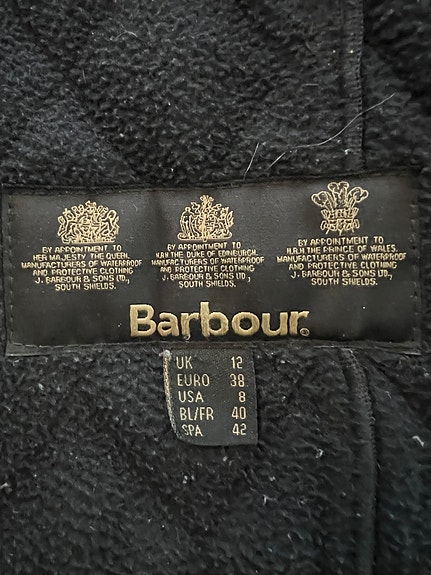 BY APPOINTMENT TO
HER MAJESTY THE QUEEN.
MANUFACTURERS OF WATERPROOF
AND PROTECTIVE CLOTHING
J. BARBOUR & SONS LTD.,
SOUTH SHIELDS.
BY APPOINTMENT TO
H.R.H. THE DUKE OF EDINBURGH.
MANUFACTURERS OF WATERPROOF
AND PROTECTIVE CLOTHING
J. BARBOUR & SONS LTD.,
SOUTH SHIELDS.
BY APPOINTMENT TO
H.R.H. THE PRINCE OF WALES.
MANUFACTURERS OF WATERPROOF
AND PROTECTIVE CLOTHING
J. BARBOUR & SONS LTD.,
SOUTH SHIELDS.
Barbour®
UK 12
EURO 38
USA 8
BL/FR 40
SPA 42